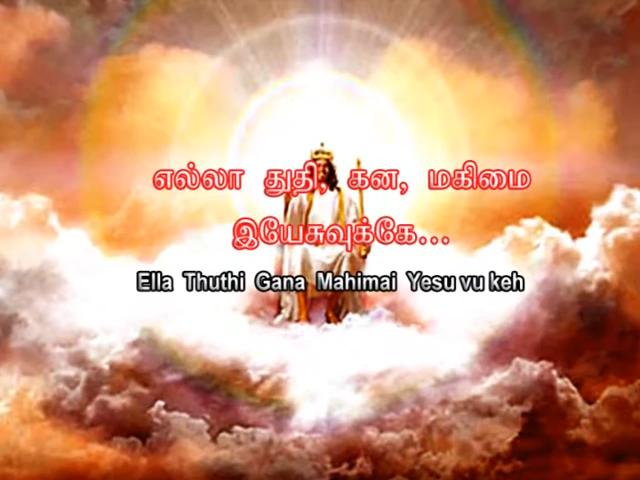 எல்லா துதி, கன, மகிமை
இயேசுவுக்கே...
Ella Thuthi Gana Mahimai Yesu vu keh